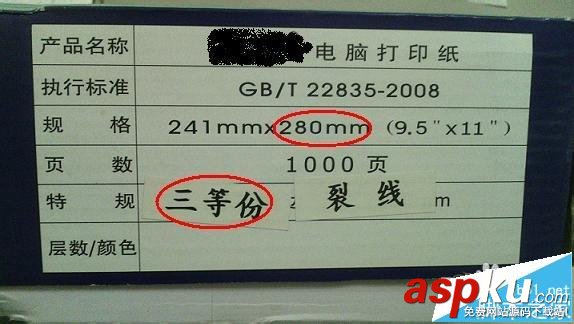 产品名称 电脑打印纸
执行标准 GB/T 22835-2008
规格 241mmx280mm (9.5"x11")
页数 1000页
特规 三等份 裂线 m
层数/颜色
aspku.com
免费网站源码下载站!